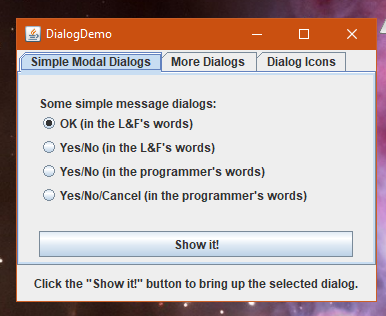 DialogDemo
Simple Modal Dialogs More Dialogs Dialog Icons
Some simple message dialogs:
OK (in the L&F's words)
Yes/No (in the L&F's words)
Yes/No (in the programmer's words)
Yes/No/Cancel (in the programmer's words)
Show it!
Click the "Show it!" button to bring up the selected dialog.